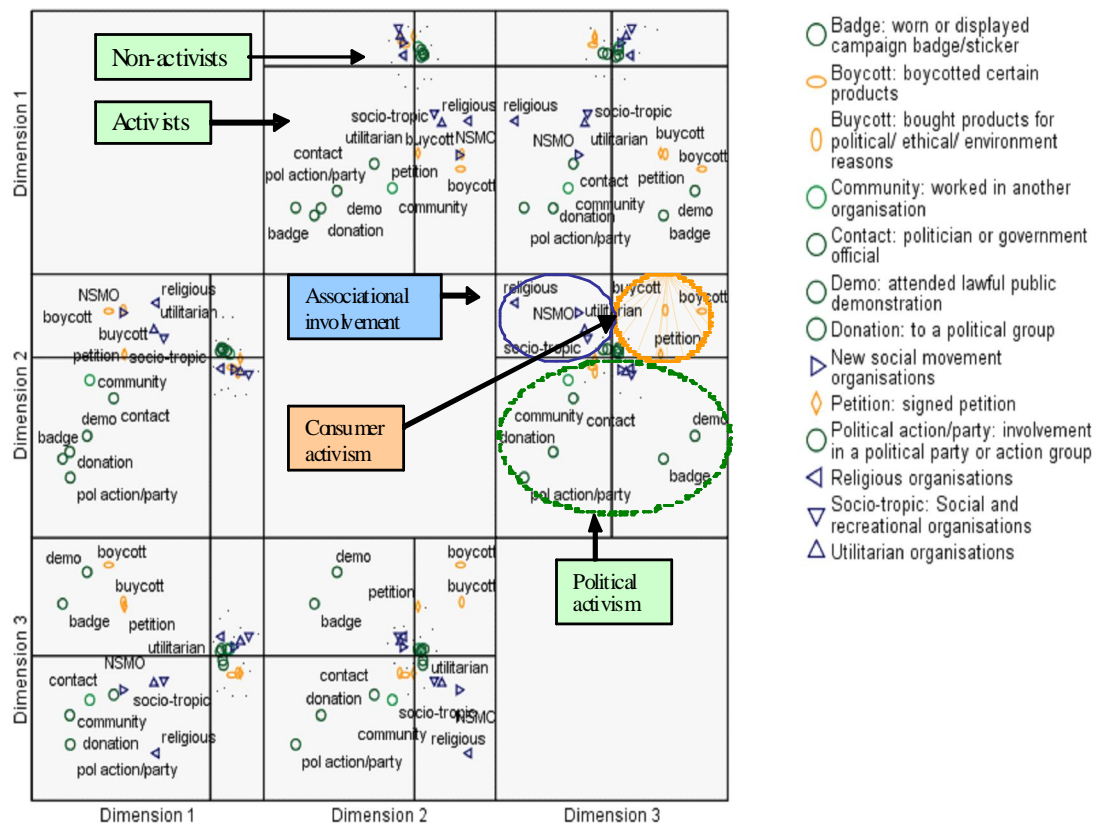 Non-activists
Activists
Dimension 1
socio-tropic
religious
utilitarian
buycott
NSMO
contact
petition
boycott
pol action/party
community
demo
badge
donation
religious
socio-tropic
NSMO
utilitarian
buycott
boycott
petition
contact
community
donation
demo
pol action/party
badge
Dimension 2
NSMO
religious
boycott
utilitarian
buycott
petition
socio-tropic
community
demo
contact
badge
donation
pol action/party
Associational
involvement
Consumer
activism
religious
buycott
NSMO
utilitarian
boycott
socio-tropic
petition
community
contact
demo
donation
badge
pol action/party
Political
activism
Dimension 3
demo
boycott
buycott
badge
petition
utilitarian
NSMO
contact
socio-tropic
community
donation
religious
pol action/party
demo
boycott
petition
buycott
badge
contact
utilitarian
donation
socio-tropic
NSMO
community
religious
pol action/party
Dimension 1
Dimension 2
Dimension 3
Badge: worn or displayed
campaign badge/sticker
Boycott: boycotted certain
products
Buycott: bought products for
political/ ethical/ environment
reasons
Community: worked in another
organisation
Contact: politician or government
official
Demo: attended lawful public
demonstration
Donation: to a political group
New social movement
organisations
Petition: signed petition
Political action/party: involvement
in a political party or action group
Religious organisations
Socio-tropic: Social and
recreational organisations
Utilitarian organisations